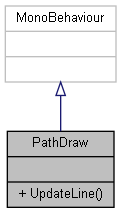 MonoBehaviour
PathDraw
+ UpdateLine()